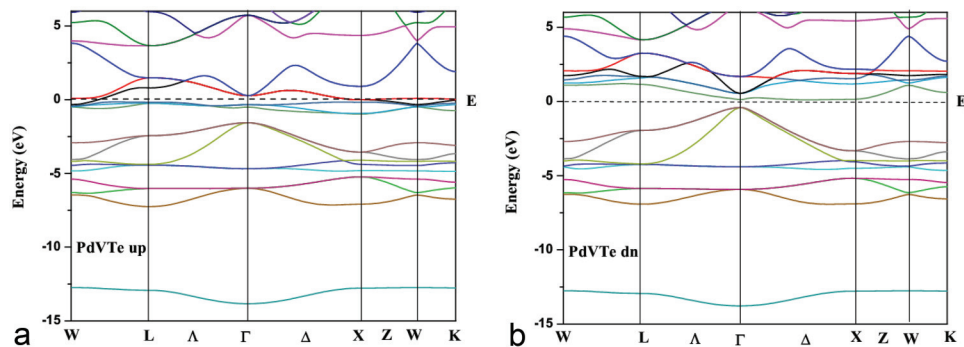 5
0
-5
-10
-15
Energy (eV)
PdVTe up
E
W L Λ Γ Δ X Z W K
a
5
0
-5
-10
-15
Energy (eV)
PdVTe dn
E
W L Λ Γ Δ X Z W K
b